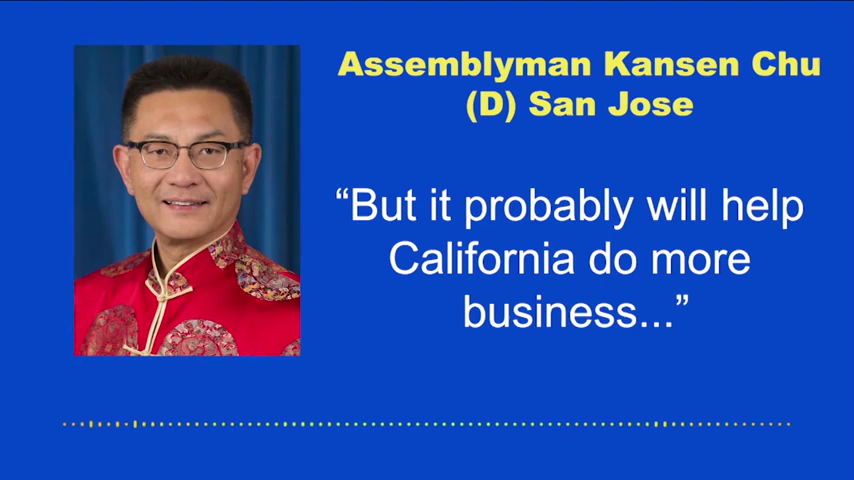 Assemblyman Kansen Chu
(D) San Jose
“But it probably will help
California do more
business...”